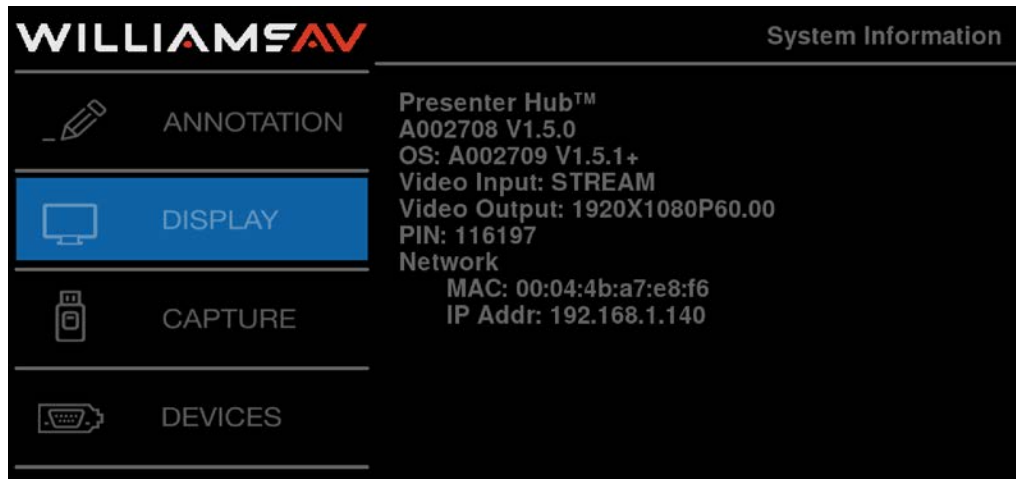 WILLIAMSAV
System Information
ANNOTATION
DISPLAY
CAPTURE
DEVICES
Presenter Hub™
A002708 V1.5.0
OS: A002709 V1.5.1+
Video Input: STREAM
Video Output: 1920X1080P60.00
PIN: 116197
Network
MAC: 00:04:4b:a7:e8:f6
IP Addr: 192.168.1.140